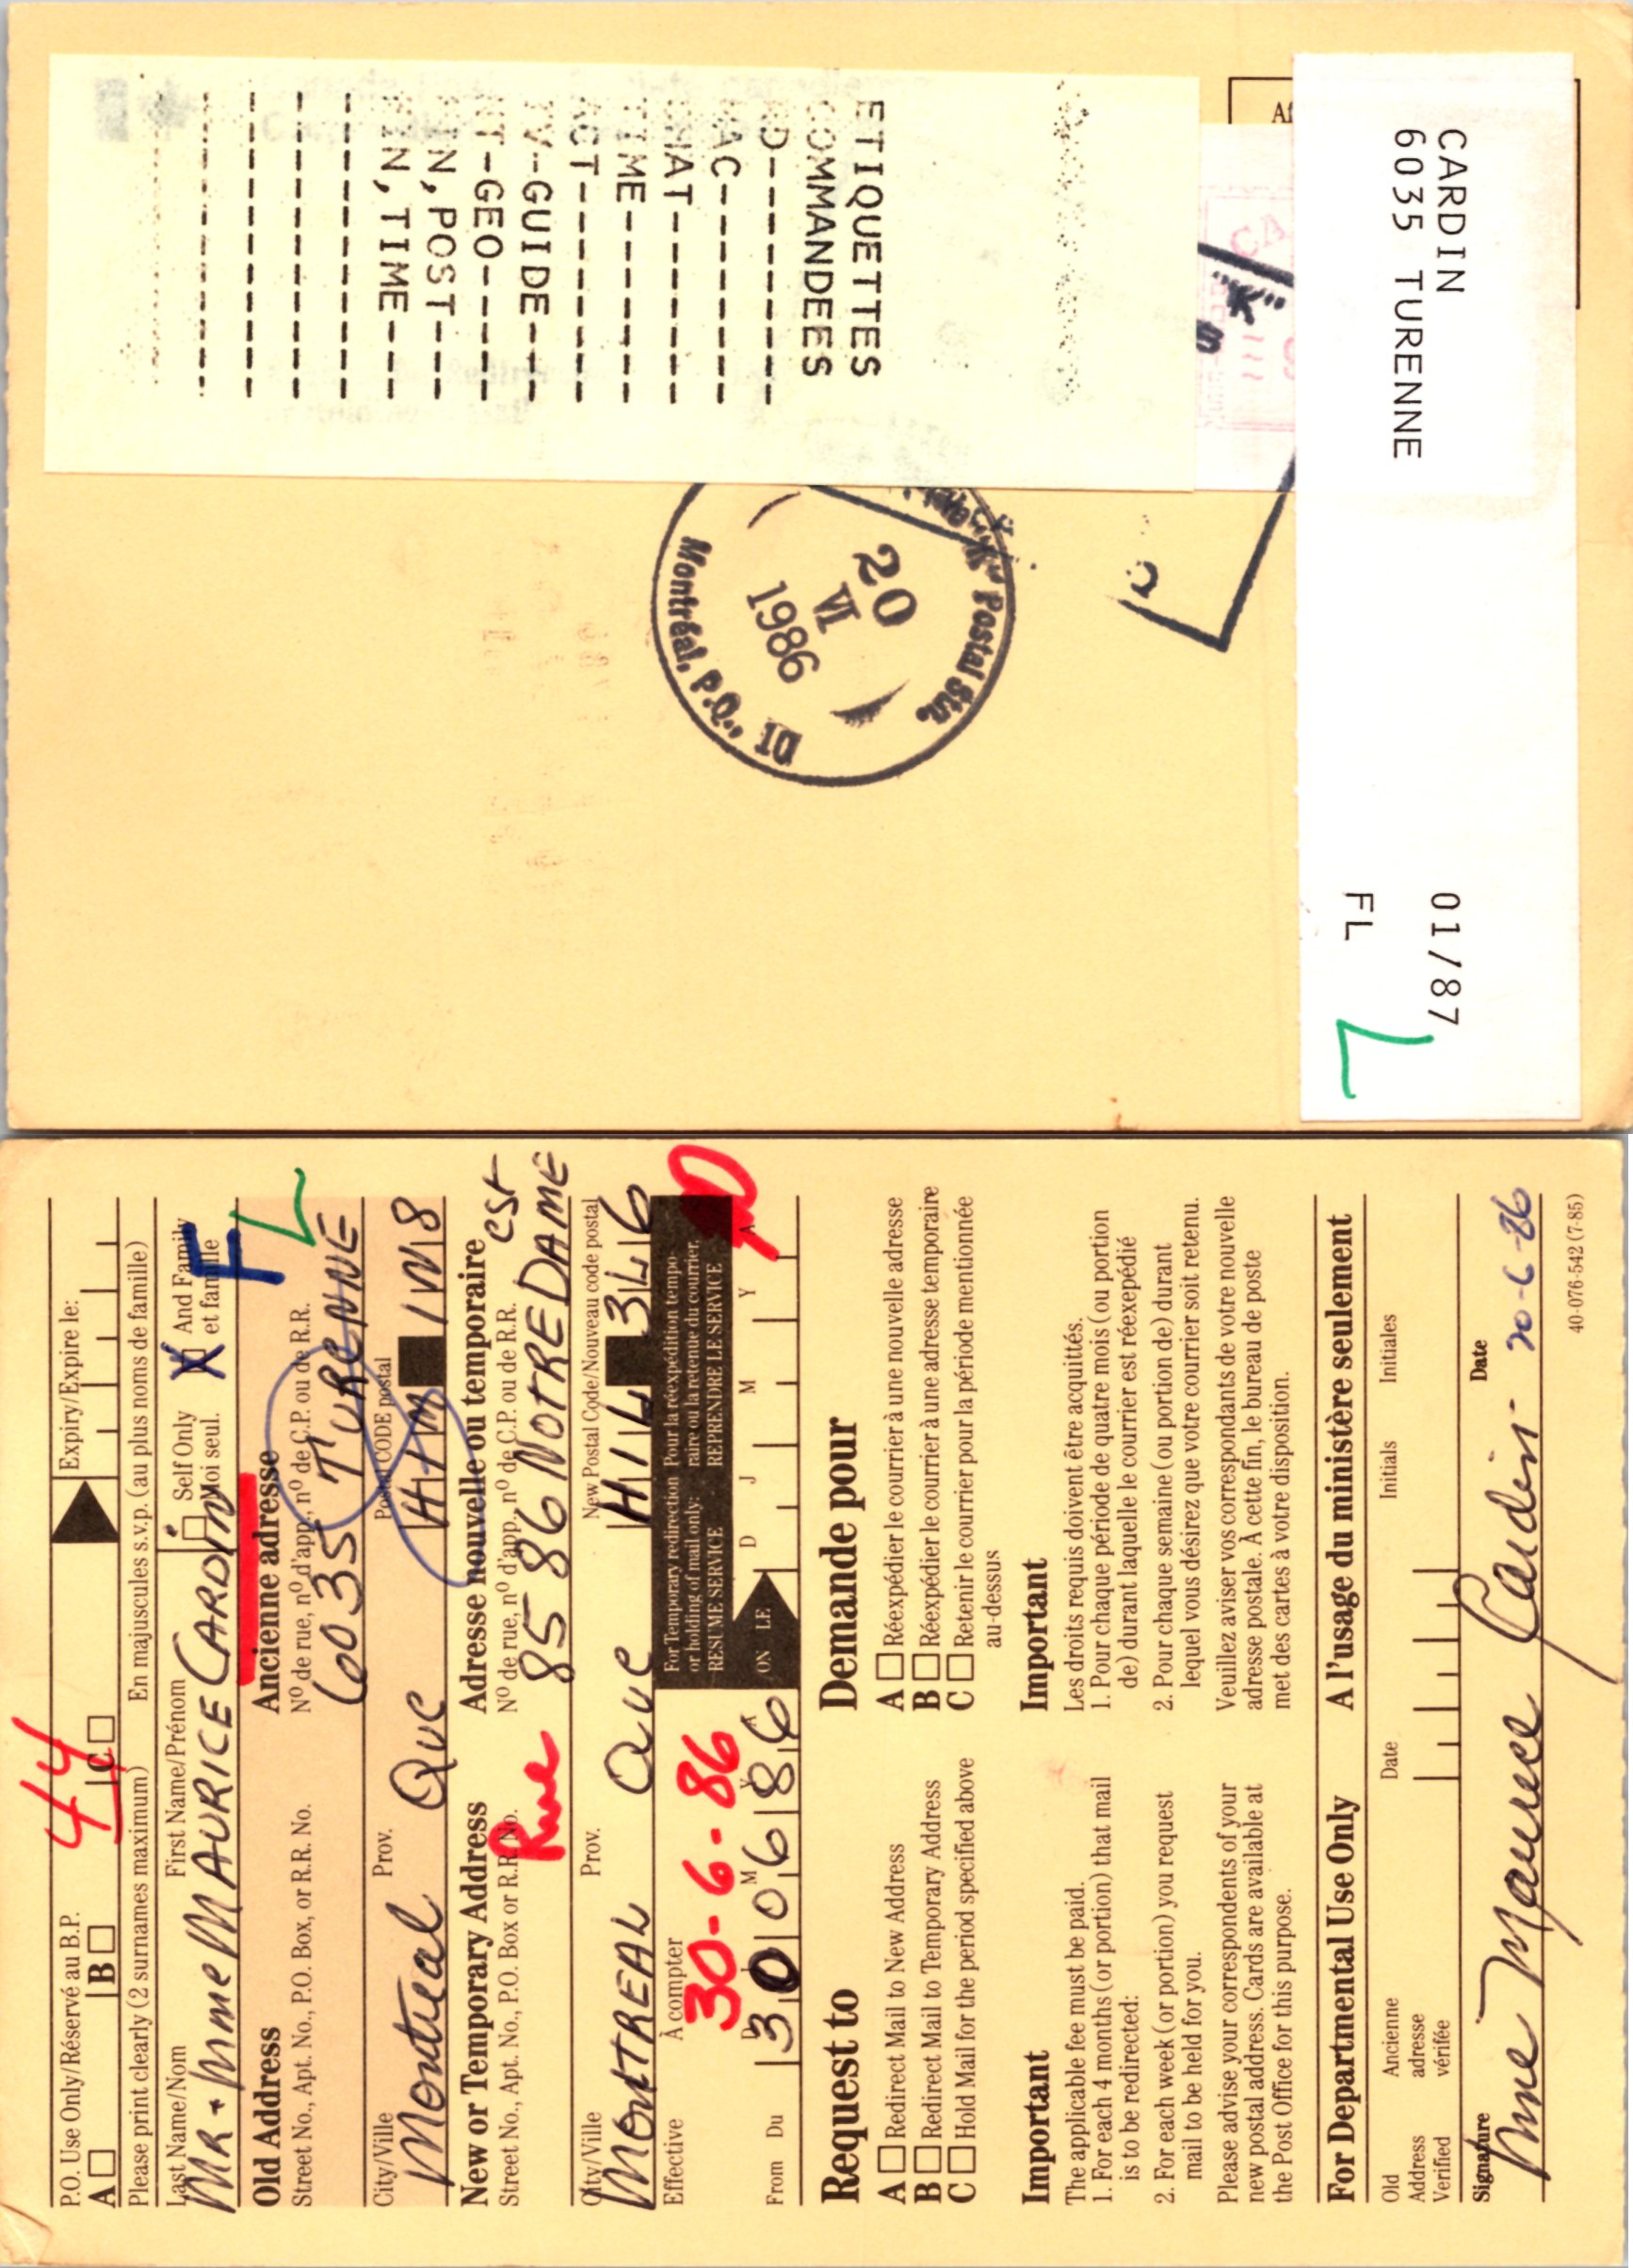 CARDIN
6035 TURENNE
01/87
FL
ETIQUETTES
COMMANDEES
TIME
TV-GUIDE
-GEO
IN,POST
IN,TIME
"K"
Postal Stn.
20
VI
1986
Montréal, P.Q.
P.O. Use Only/Réservé au B.P.
A B C
44
Expiry/Expire le:
Please print clearly (2 surnames maximum) En majuscules s.v.p. (au plus noms de famille)
Last Name/Nom First Name/Prénom
Self Only And Family
Moi seul. et famille
MR + Mme MAURICE CARDIN X F
Old Address Ancienne adresse
Street No., Apt. No., P.O. Box, or R.R. No. Nº de rue, nº d'app., nº de C.P. ou de R.R.
6035 TURENNE
City/Ville Prov. Postal CODE postal
Montreal Que H1M 1W8
New or Temporary Address Adresse nouvelle ou temporaire
Street No., Apt. No., P.O. Box or R.R. No. Nº de rue, nº d'app., nº de C.P. ou de R.R.
Rue 8586 NOTRE DAME est
City/Ville Prov. New Postal Code/Nouveau code postal
MONTREAL Que H1L 3L6
Effective À compter
30-6-86
For Temporary redirection or holding of mail only: RESUME SERVICE
Pour la réexpédition temporaire ou la retenue du courrier, REPRENDRE LE SERVICE
From Du 30 06 86 ON LE D J M Y A
Request to
A Redirect Mail to New Address
B Redirect Mail to Temporary Address
C Hold Mail for the period specified above
Demande pour
A Réexpédier le courrier à une nouvelle adresse
B Réexpédier le courrier à une adresse temporaire
C Retenir le courrier pour la période mentionnée
au-dessus
Important
The applicable fee must be paid.
1. For each 4 months (or portion) that mail
is to be redirected:
2. For each week (or portion) you request
mail to be held for you.
Please advise your correspondents of your
new postal address. Cards are available at
the Post Office for this purpose.
Important
Les droits requis doivent être acquittés.
1. Pour chaque période de quatre mois (ou portion
de) durant laquelle le courrier est réexpédié
2. Pour chaque semaine (ou portion de) durant
lequel vous désirez que votre courrier soit retenu.
Veuillez aviser vos correspondants de votre nouvelle
adresse postale. À cette fin, le bureau de poste
met des cartes à votre disposition.
For Departmental Use Only A l'usage du ministère seulement
Old Ancienne Date Initials Initiales
Address adresse
Verified vérifée
Signature Date
Mme Maurice Cardin 20-6-86
40-076-542 (7-85)